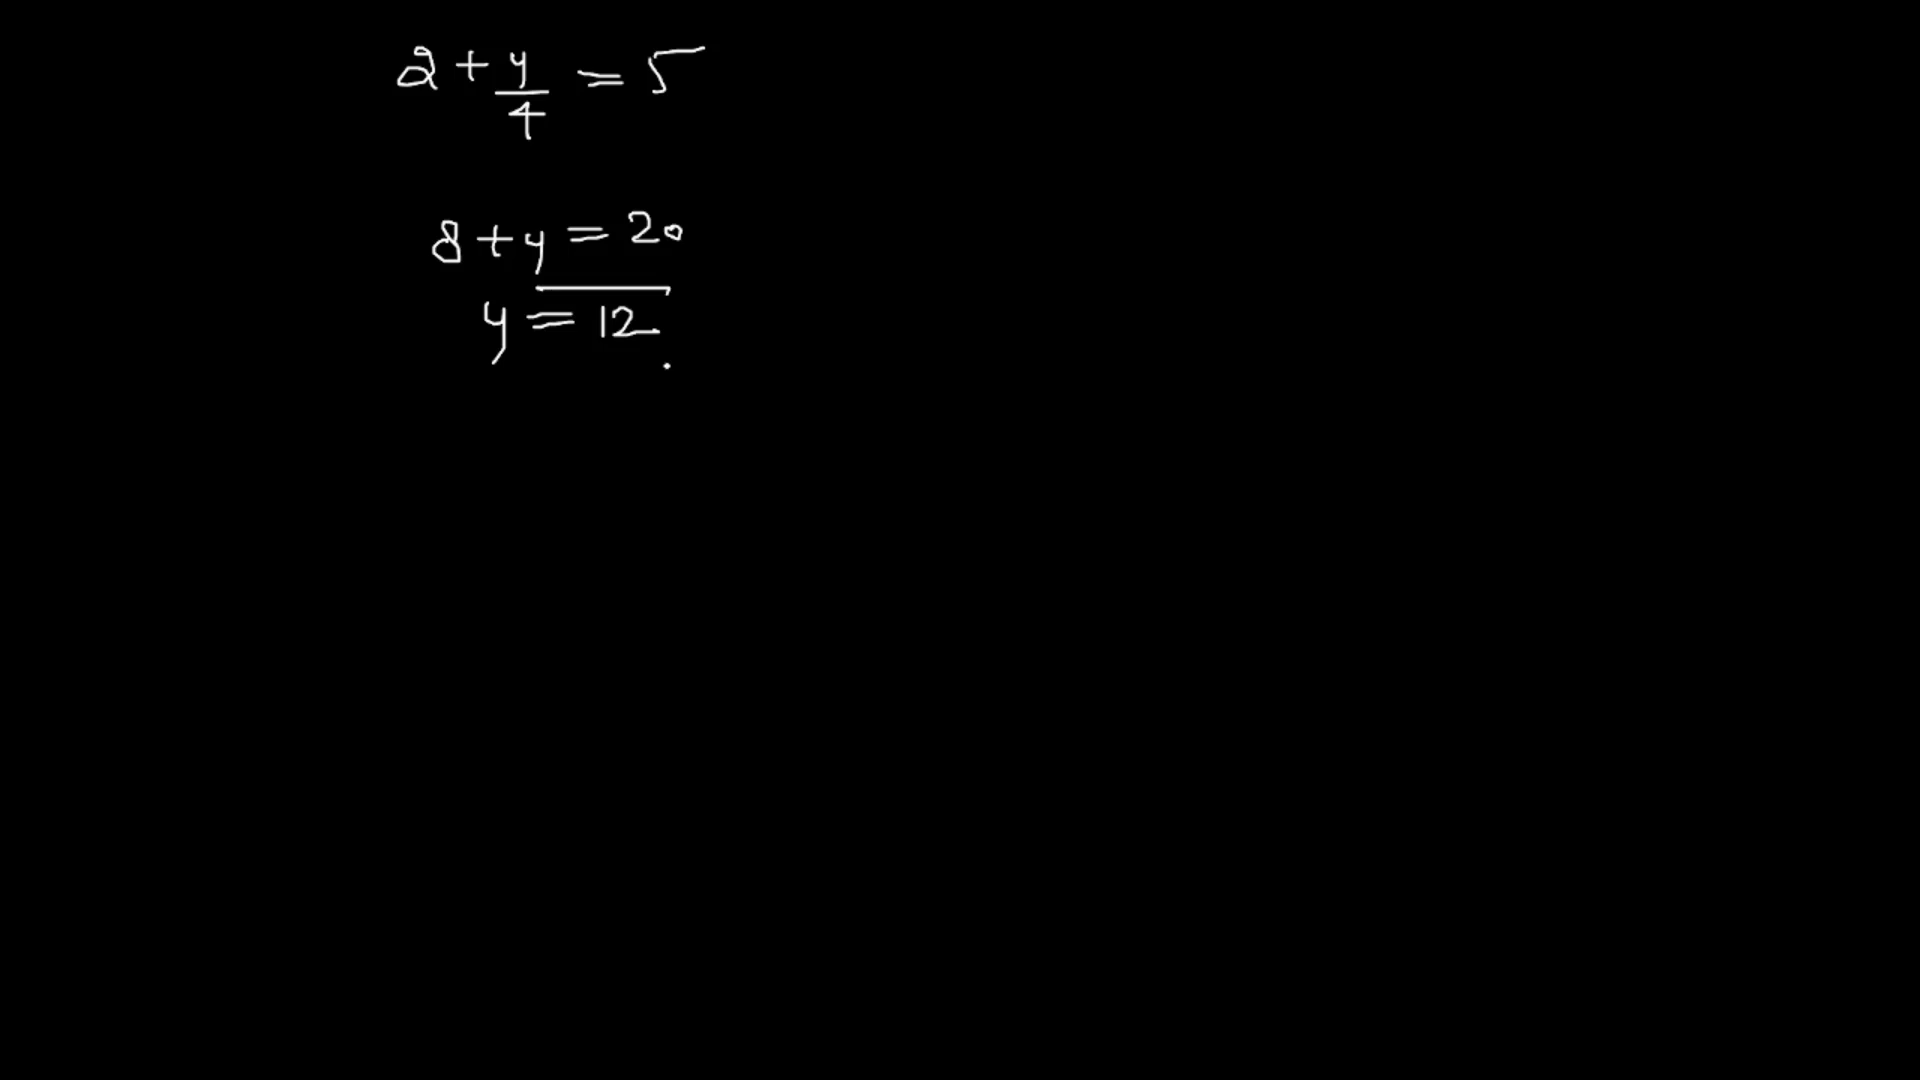 2 + y/4 = 5
8 + y = 20
y = 12.